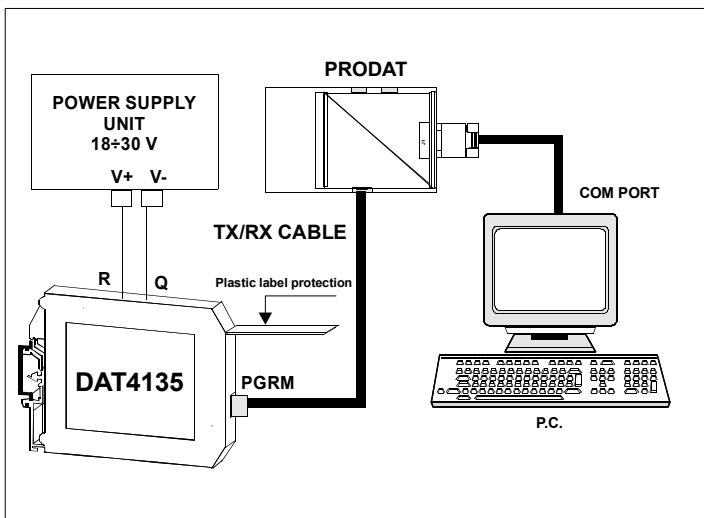 PRODAT
POWER SUPPLY
UNIT
18÷30 V
V+ V-
COM PORT
TX/RX CABLE
R Q
Plastic label protection
DAT4135
PGRM
P.C.